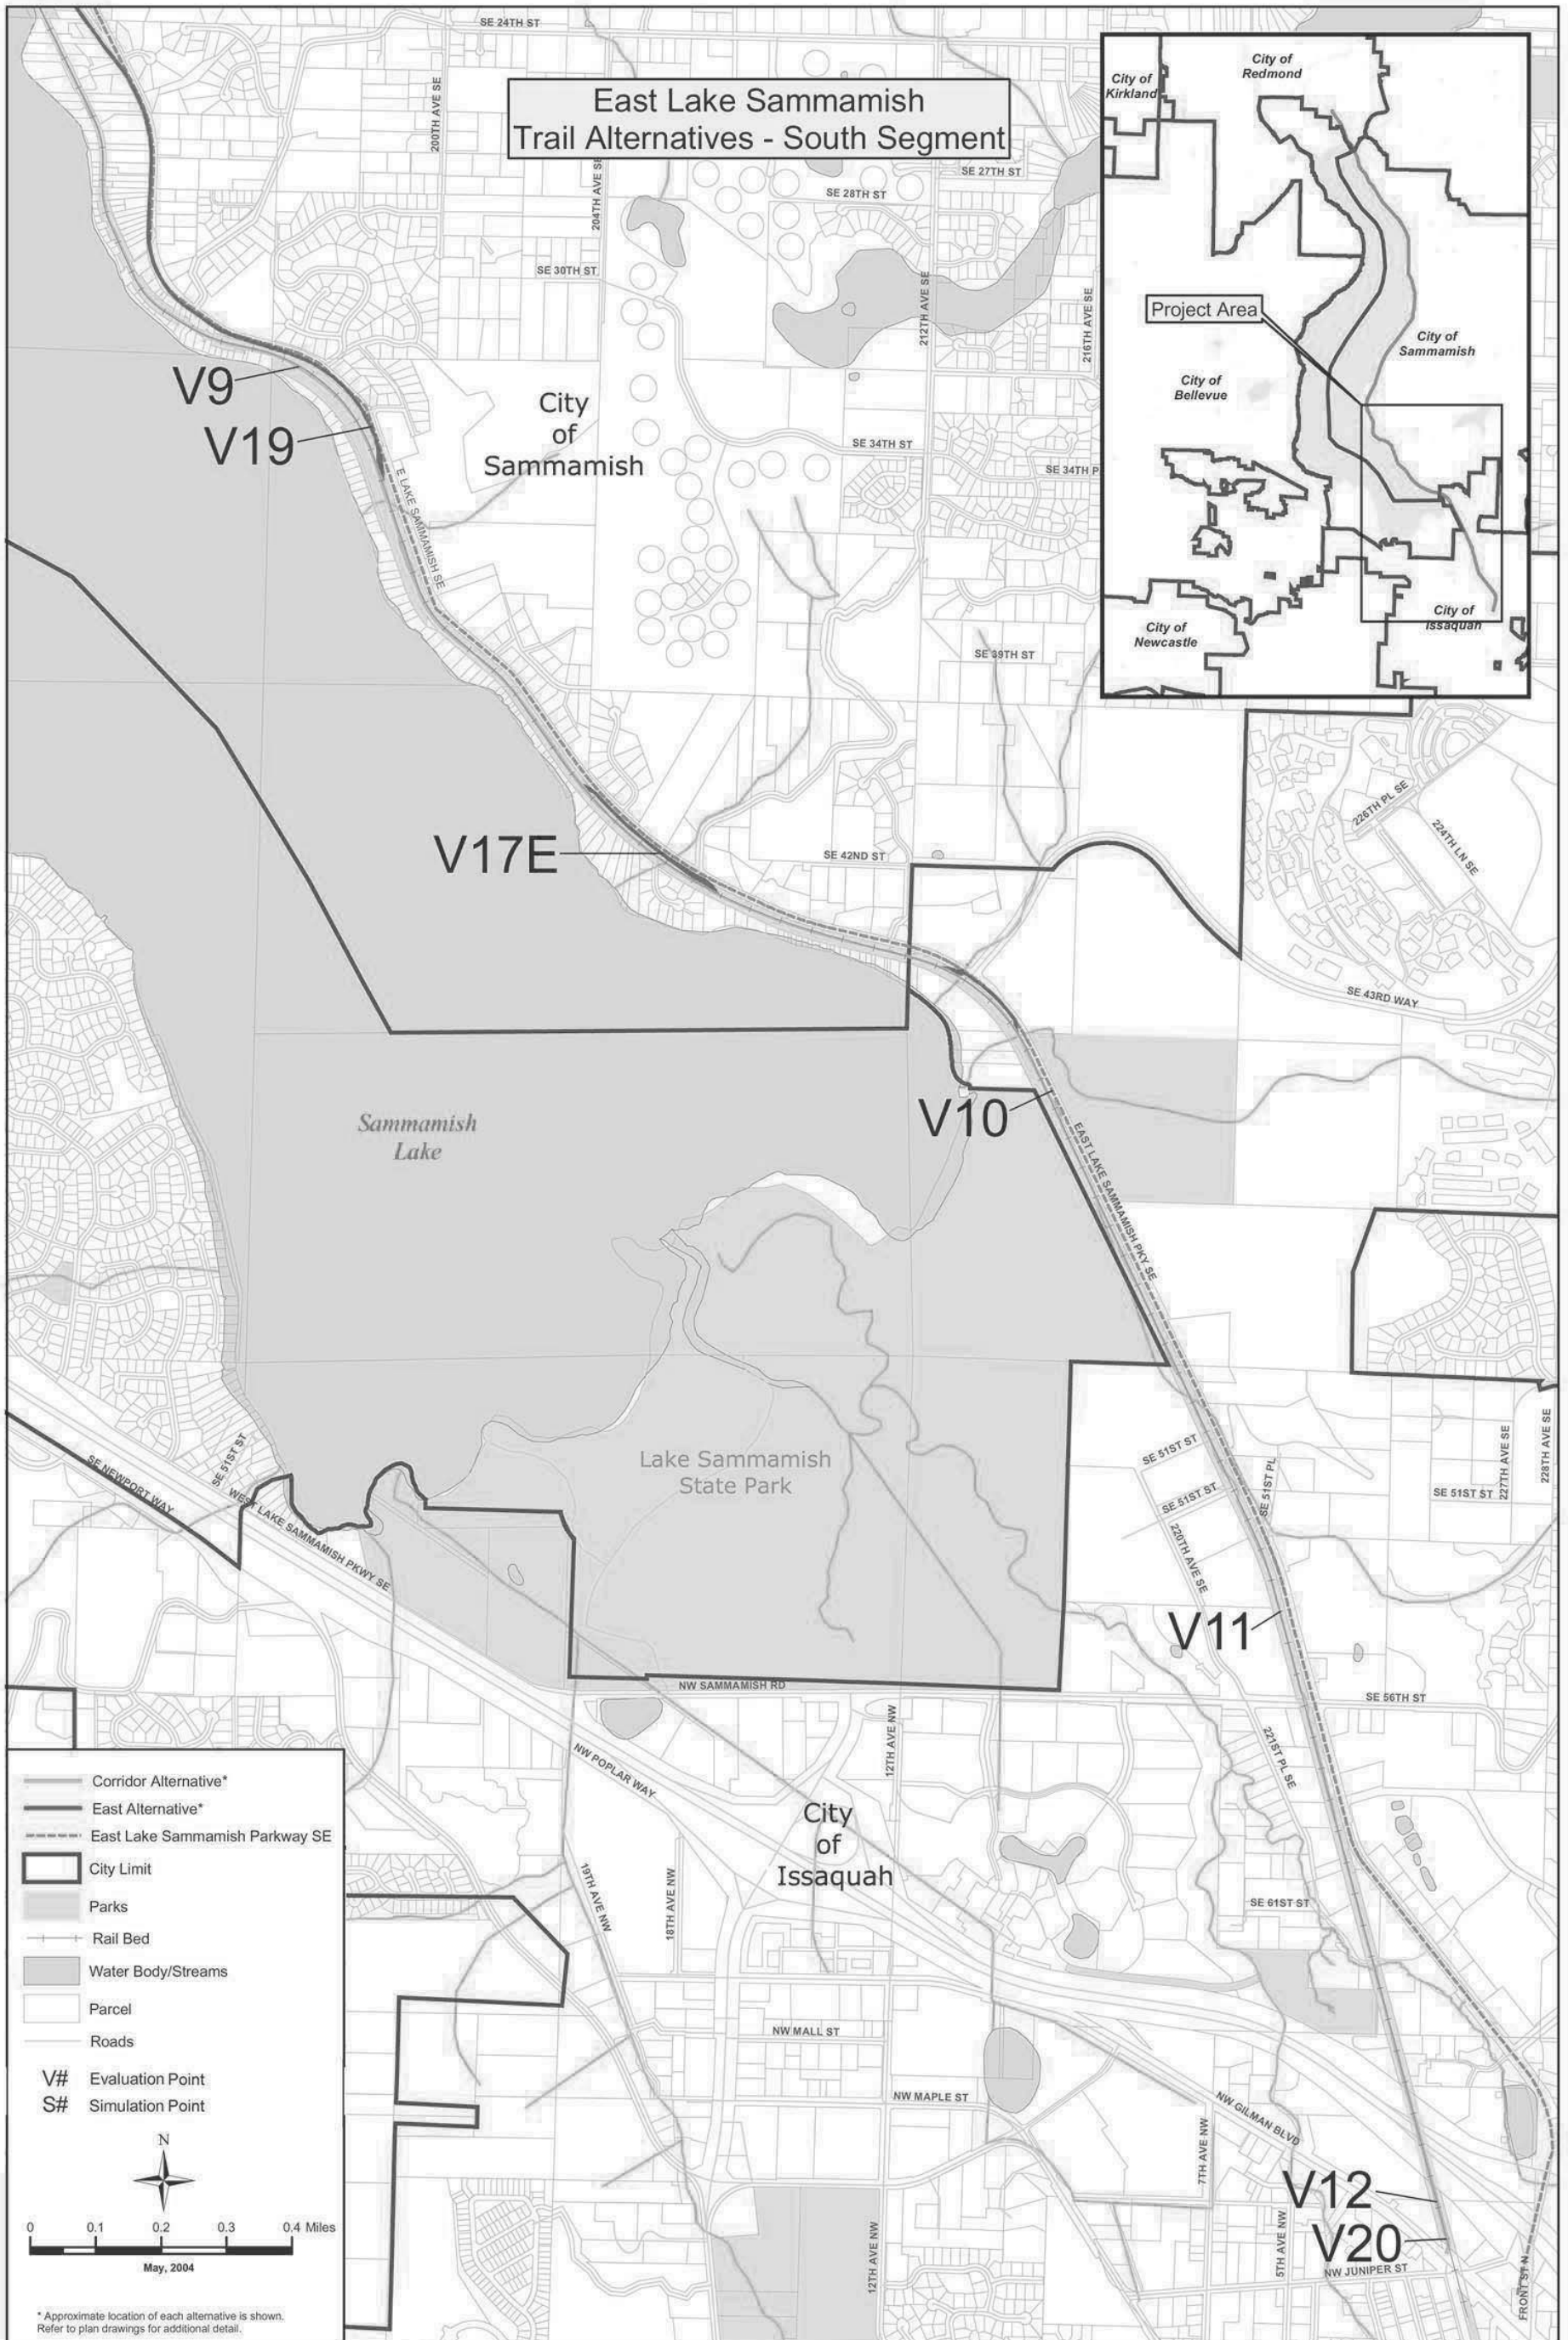 SE 24TH ST
200TH AVE SE
East Lake Sammamish
Trail Alternatives - South Segment
204TH AVE SE
SE 27TH ST
SE 28TH ST
SE 30TH ST
212TH AVE SE
216TH AVE SE
City of
Kirkland
City of
Redmond
Project Area
City of
Sammamish
City of
Bellevue
City of
Newcastle
City of
Issaquah
V9
V19
City
of
Sammamish
SE 34TH ST
SE 34TH P
E LAKE SAMMAMISH SE
SE 39TH ST
V17E
SE 42ND ST
226TH PL SE
224TH LN SE
SE 43RD WAY
V10
Sammamish
Lake
EAST LAKE SAMMAMISH PKY SE
Lake Sammamish
State Park
SE 51ST ST
SE 51ST ST
SE 51ST PL
220TH AVE SE
SE 51ST ST
227TH AVE SE
228TH AVE SE
SE 51ST ST
SE NEWPORT WAY
WEST LAKE SAMMAMISH PKWY SE
V11
NW SAMMAMISH RD
SE 56TH ST
12TH AVE NW
221ST PL SE
NW POPLAR WAY
City
of
Issaquah
19TH AVE NW
18TH AVE NW
SE 61ST ST
NW MALL ST
NW MAPLE ST
NW GILMAN BLVD
7TH AVE NW
V12
V20
5TH AVE NW
12TH AVE NW
NW JUNIPER ST
FRONT ST N
Corridor Alternative*
East Alternative*
East Lake Sammamish Parkway SE
City Limit
Parks
Rail Bed
Water Body/Streams
Parcel
Roads
V# Evaluation Point
S# Simulation Point
N
0 0.1 0.2 0.3 0.4 Miles
May, 2004
* Approximate location of each alternative is shown.
Refer to plan drawings for additional detail.